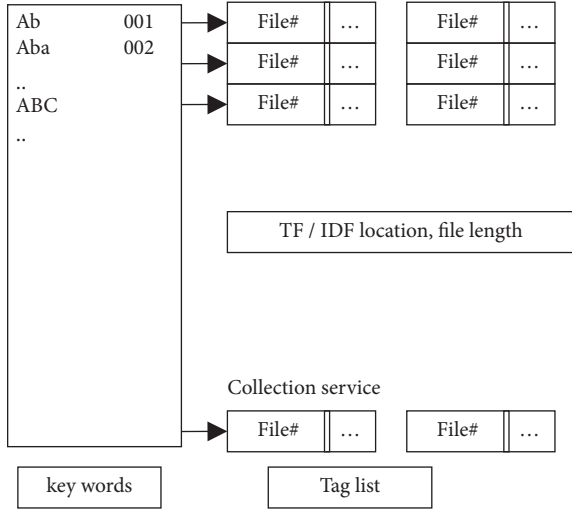 Ab 001 File# ... File# ...
Aba 002 File# ... File# ...
..
ABC File# ... File# ...
..
TF / IDF location, file length
Collection service
File# ... File# ...
key words Tag list